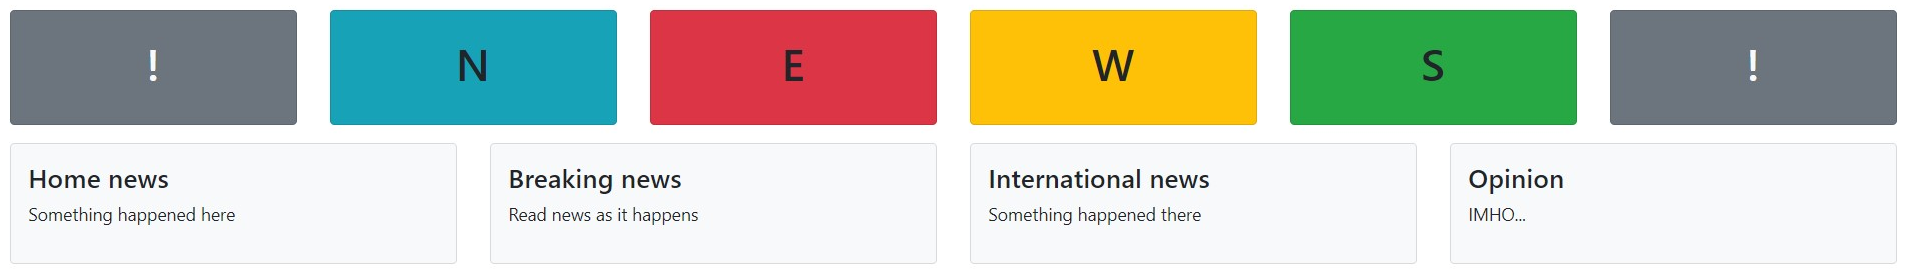 ! N E W S !
Home news Breaking news International news Opinion
Something happened here Read news as it happens Something happened there IMHO...